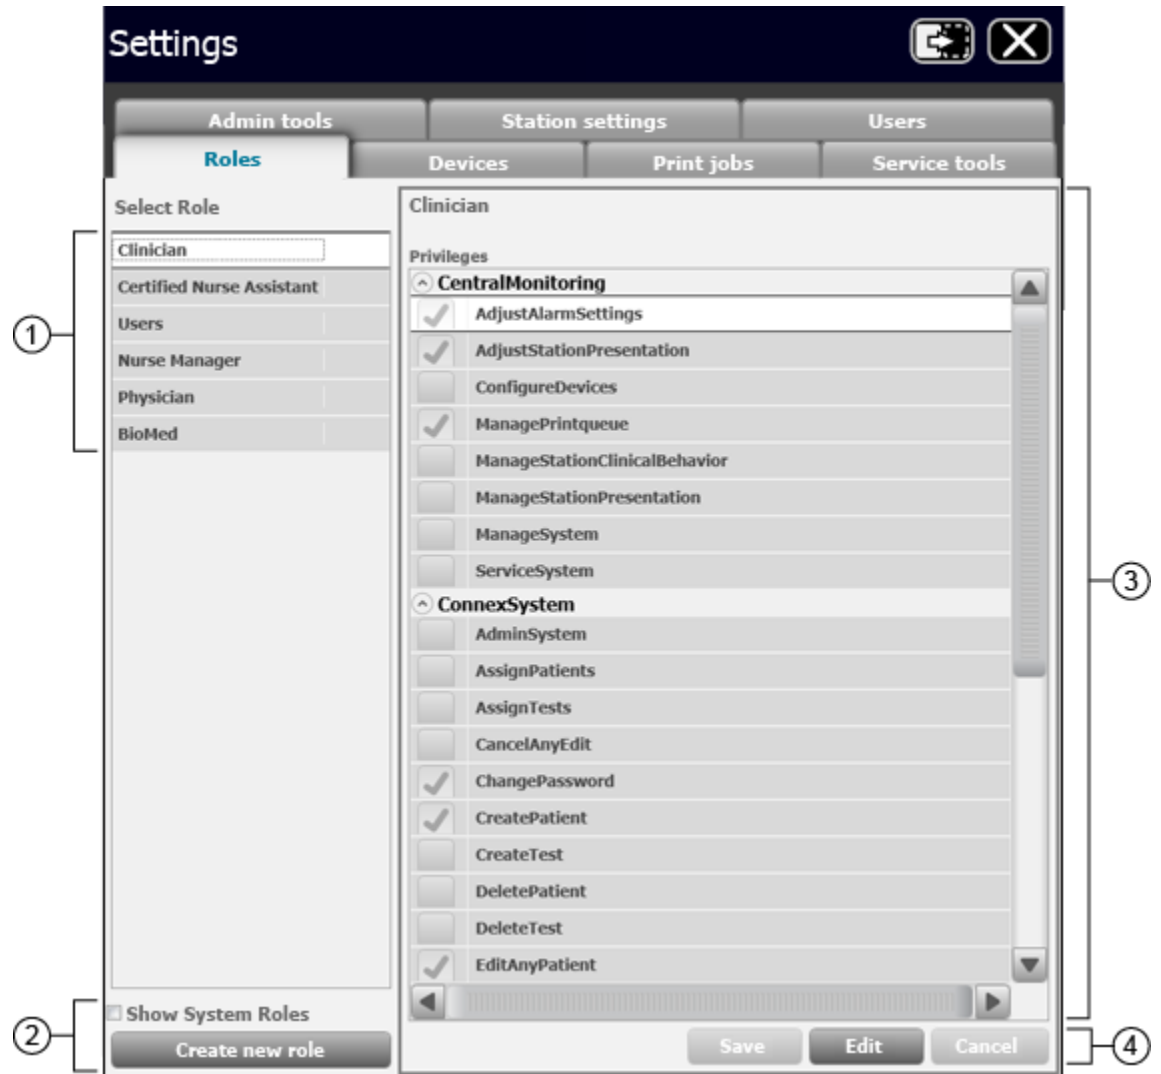 Settings
Admin tools Station settings Users
Roles Devices Print jobs Service tools
Select Role
Clinician
Certified Nurse Assistant
Users
Nurse Manager
Physician
BioMed
1
Show System Roles
Create new role
2
Clinician
Privileges
CentralMonitoring
AdjustAlarmSettings
AdjustStationPresentation
ConfigureDevices
ManagePrintqueue
ManageStationClinicalBehavior
ManageStationPresentation
ManageSystem
ServiceSystem
ConnexSystem
AdminSystem
AssignPatients
AssignTests
CancelAnyEdit
ChangePassword
CreatePatient
CreateTest
DeletePatient
DeleteTest
EditAnyPatient
3
Save Edit Cancel
4